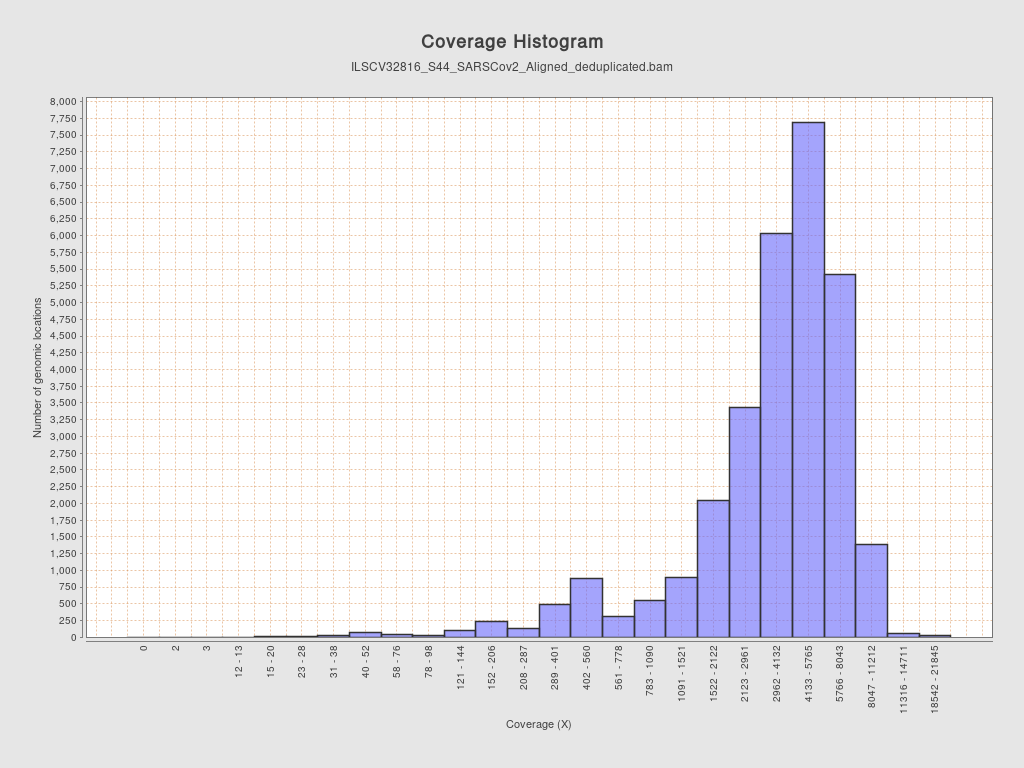 Coverage Histogram
ILSCV32816_S44_SARSCov2_Aligned_deduplicated.bam
Number of genomic locations
8,000
7,750
7,500
7,250
7,000
6,750
6,500
6,250
6,000
5,750
5,500
5,250
5,000
4,750
4,500
4,250
4,000
3,750
3,500
3,250
3,000
2,750
2,500
2,250
2,000
1,750
1,500
1,250
1,000
750
500
250
0
0
2
3
12 - 13
15 - 20
23 - 28
31 - 38
40 - 52
58 - 76
78 - 98
121 - 144
152 - 206
208 - 287
289 - 401
402 - 560
561 - 778
783 - 1090
1091 - 1521
1522 - 2122
2123 - 2961
2962 - 4132
4133 - 5765
5766 - 8043
8047 - 11212
11316 - 14711
18542 - 21845
Coverage (X)